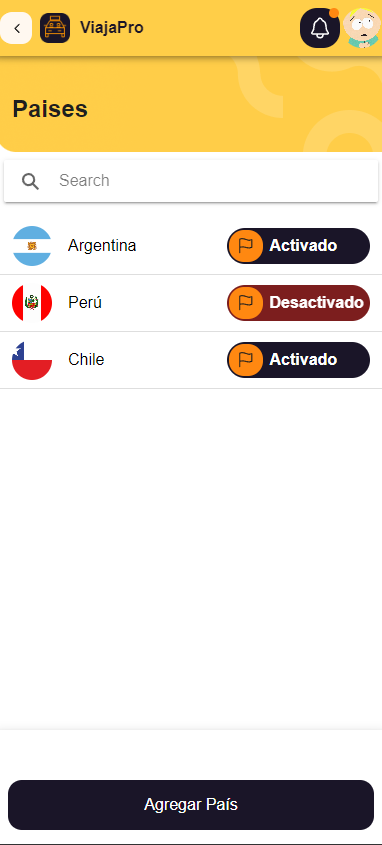 ViajaPro
Paises
Search
Argentina Activado
Perú Desactivado
Chile Activado
Agregar País